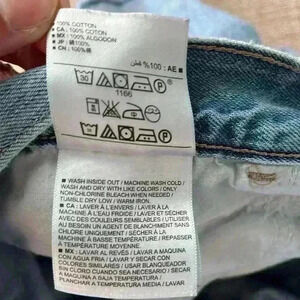 100% COTTON
• CA : 100% COTON
• MX : 100% ALGODON
• JP : 綿100%
• CN : 100%棉
AE : %100 قطن
30
1166
• WASH INSIDE OUT / MACHINE WASH COLD /
WASH AND DRY WITH LIKE COLORS / ONLY
NON-CHLORINE BLEACH WHEN NEEDED /
TUMBLE DRY LOW / WARM IRON.
• CA : LAVER À L'ENVERS / LAVER À LA
MACHINE À L'EAU FROIDE / LAVER ET SÉCHER
AVEC DES COULEURS SEMBLABLES / UTILISER
AU BESOIN UN AGENT DE BLANCHIMENT SANS
CHLORE UNIQUEMENT / SÉCHER À LA
MACHINE À BASSE TEMPÉRATURE / REPASSER
À TEMPÉRATURE MOYENNE.
• MX : LAVAR AL REVÉS / LAVAR A MAQUINA
CON AGUA FRIA / LAVAR Y SECAR CON
COLORES SIMILARES / USAR BLANQUEADOR
SIN CLORO CUANDO SEA NECESARIO / SECAR A
MAQUINA A BAJA TEMPERATURA /
PLANCHAR A TEMPERATURA MEDIA